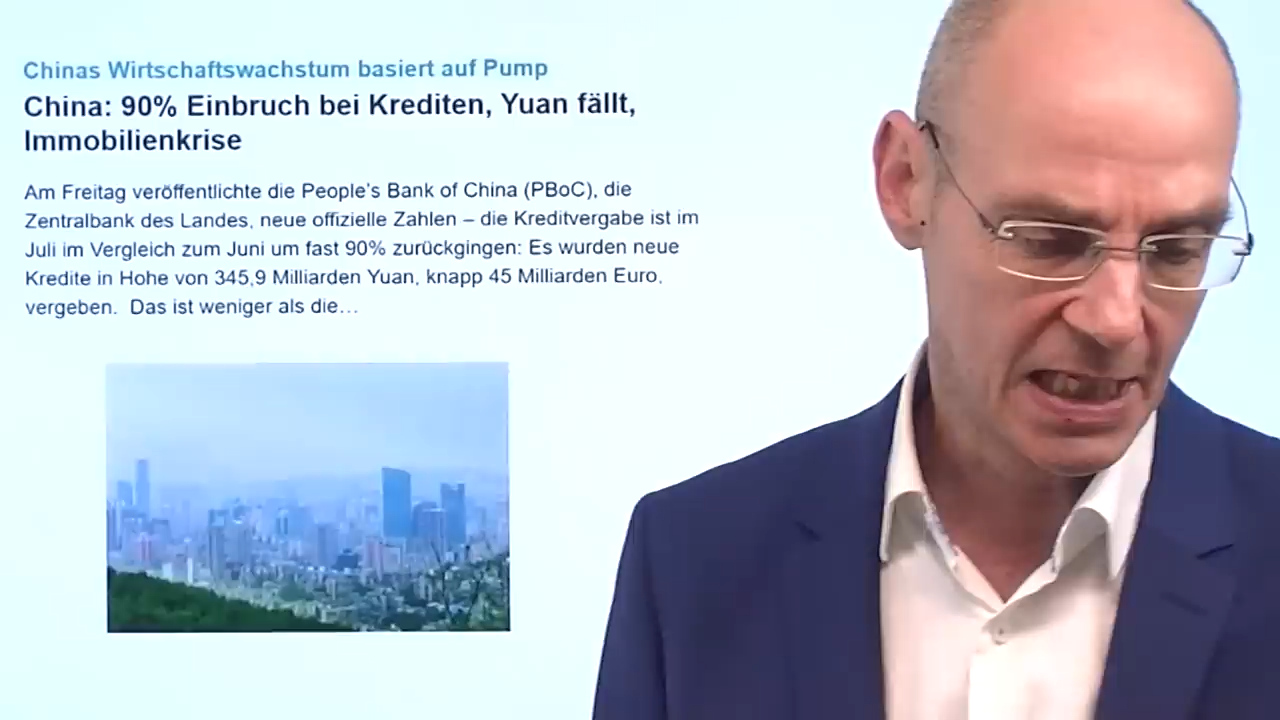 Chinas Wirtschaftswachstum basiert auf Pump
China: 90% Einbruch bei Krediten, Yuan fällt,
Immobilienkrise
Am Freitag veröffentlichte die People's Bank of China (PBoC), die
Zentralbank des Landes, neue offizielle Zahlen – die Kreditvergabe ist im
Juli im Vergleich zum Juni um fast 90% zurückgingen: Es wurden neue
Kredite in Hohe von 345,9 Milliarden Yuan, knapp 45 Milliarden Euro,
vergeben. Das ist weniger als die…